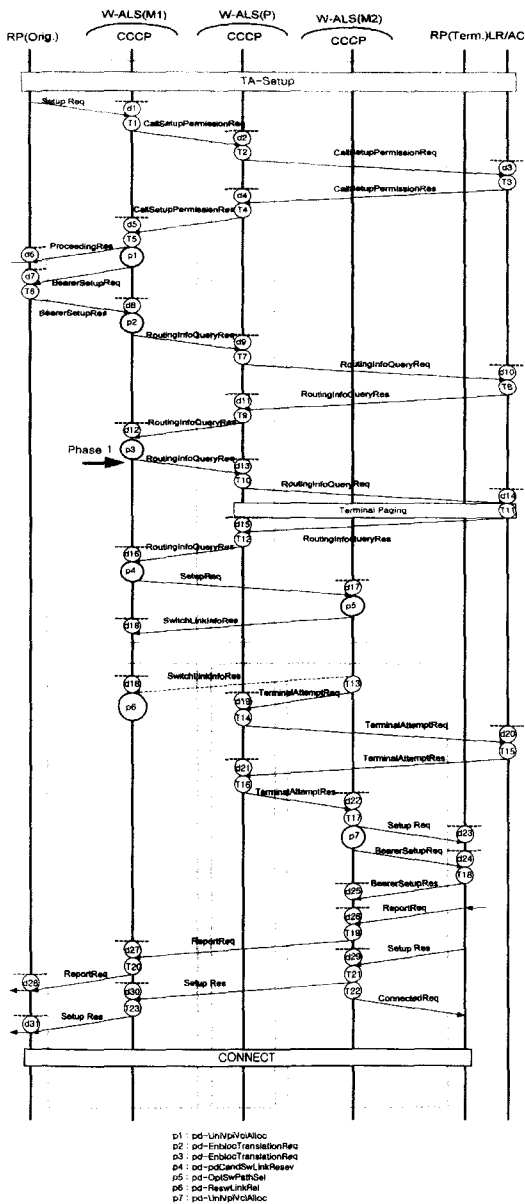 W-ALS(M1) W-ALS(P) W-ALS(M2)
RP(Orig.) CCCP CCCP CCCP RP(Term.) LR/AC
TA-Setup
Setup Req
d1
T1
CallSetupPermissionReq
d2
T2
CallSetupPermissionReq
d3
T3
CallSetupPermissionRes
d4
T4
CallSetupPermissionRes
d5
T5
ProceedingRes
d6
p1
d7
BearerSetupReq
T6
BearerSetupRes
d8
p2
RoutingInfoQueryReq
d9
T7
RoutingInfoQueryReq
d10
T8
RoutingInfoQueryRes
d11
T9
RoutingInfoQueryRes
d12
Phase 1
p3
RoutingInfoQueryReq
d13
T10
RoutingInfoQueryReq
d14
T11
Terminal Paging
d15
T12
RoutingInfoQueryRes
RoutingInfoQueryRes
d16
p4
SetupReq
d17
p5
SwitchLinkInfoRes
d18
SwitchLinkInfoRes
d18
T13
p6
TerminalAttemptReq
d19
T14
TerminalAttemptReq
d20
T15
d21
T16
TerminalAttemptRes
TerminalAttemptRes
d22
T17
Setup Req
d23
p7
BearerSetupReq
d24
T18
BearerSetupRes
d25
ReportReq
d26
T19
ReportReq
d27
T20
Setup Res
d29
ReportReq
d28
T21
Setup Res
d30
T22
T23
ConnectedReq
Setup Res
d31
CONNECT
p1 : pd-UniVpiVciAlloc
p2 : pd-EnblocTranslationReq
p3 : pd-EnblocTranslationReq
p4 : pd-pdCandSwLinkResev
p5 : pd-OptSwPathSel
p6 : pd-ReswLinkRel
p7 : pd-UniVpiVciAlloc